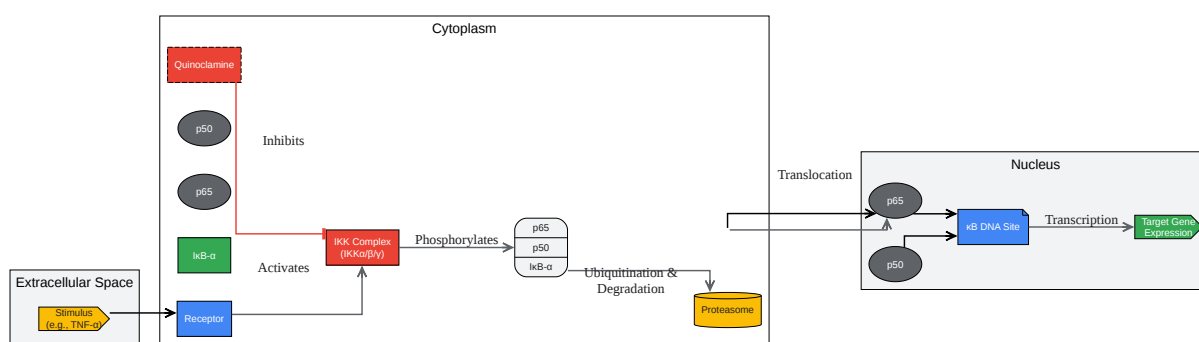 Cytoplasm
Quinoclamine
p50
Inhibits
p65
IκB-α
Activates
IKK Complex
(IKKα/β/γ)
Phosphorylates
p65
p50
IκB-α
Ubiquitination &
Degradation
Proteasome
Receptor
Extracellular Space
Stimulus
(e.g., TNF-α)
Translocation
Nucleus
p65
p50
κB DNA Site
Transcription
Target Gene
Expression